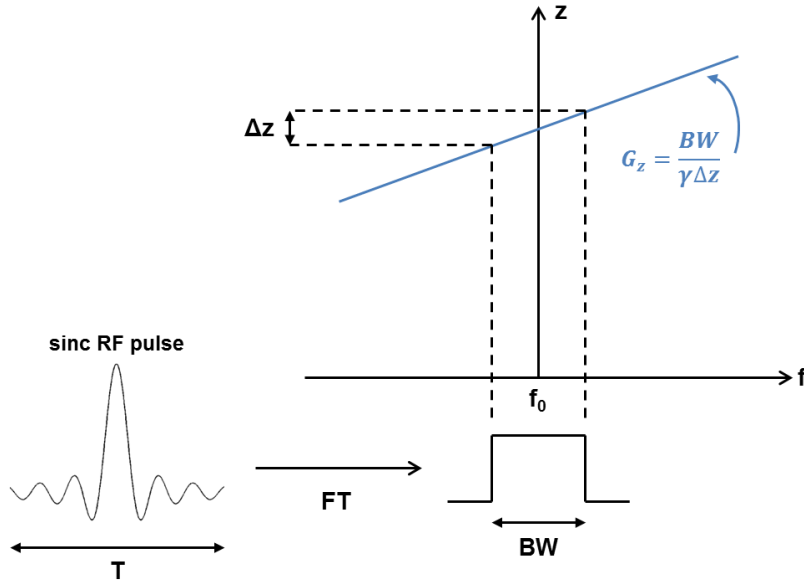 z
Δz
G_z = BW / γΔz
sinc RF pulse
f
f₀
FT
BW
T